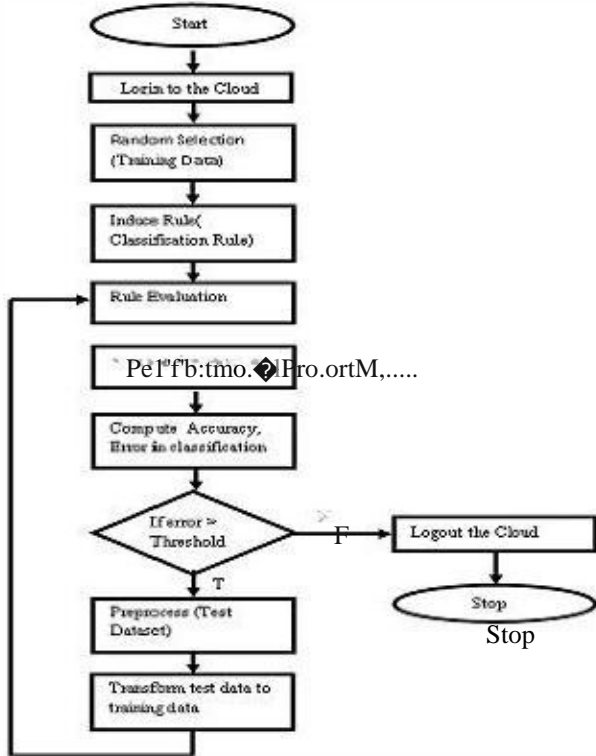 Start
Login to the Cloud
Random Selection
(Training Data)
Induce Rule(
Classification Rule)
Rule Evaluation
Compute Accuracy,
Error in classification
If error >
Threshold
F
Logout the Cloud
T
Stop
Stop
Preprocess (Test
Dataset)
Transform test data to
training data